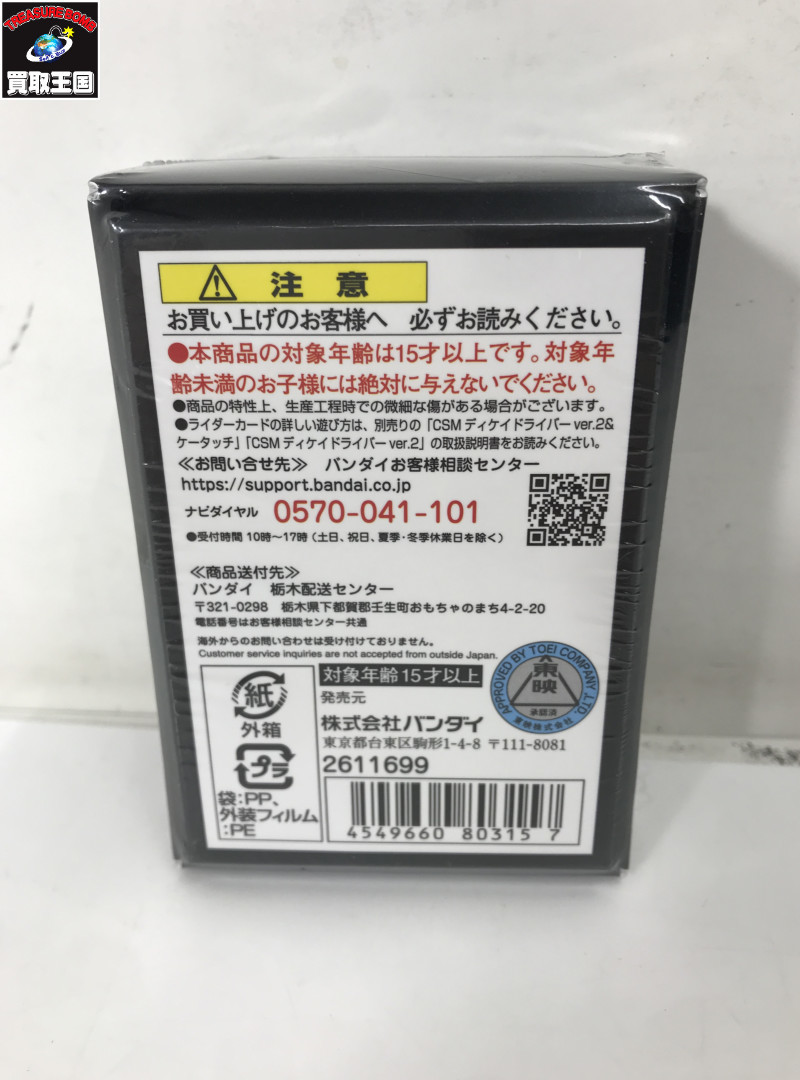 TREASURE BOMB
買取王国
注意
お買い上げのお客様へ 必ずお読みください。
●本商品の対象年齢は15才以上です。対象年
齢未満のお子様には絶対に与えないでください。
●商品の特性上、生産工程時での微細な傷がある場合がございます。
●ライダーカードの詳しい遊び方は、別売りの「CSM ディケイドライバー ver.2&
ケータッチ」「CSM ディケイドライバー ver.2」の取扱説明書をお読みください。
≪お問い合せ先≫ バンダイお客様相談センター
https://support.bandai.co.jp
ナビダイヤル 0570-041-101
●受付時間 10時〜17時(土日、祝日、夏季・冬季休業日を除く)
≪商品送付先≫
バンダイ 栃木配送センター
〒321-0298 栃木県下都賀郡壬生町おもちゃのまち4-2-20
電話番号はお客様相談センター共通
海外からのお問い合わせは受け付けておりません。
Customer service inquiries are not accepted from outside Japan.
紙
外箱
プラ
袋:PP、
外装フィルム
:PE
対象年齢15才以上
発売元
株式会社バンダイ
東京都台東区駒形1-4-8 〒111-8081
2611699
4549660 80315 7
APPROVED BY TOEI COMPANY, LTD.
東映
承認済
東映株式会社